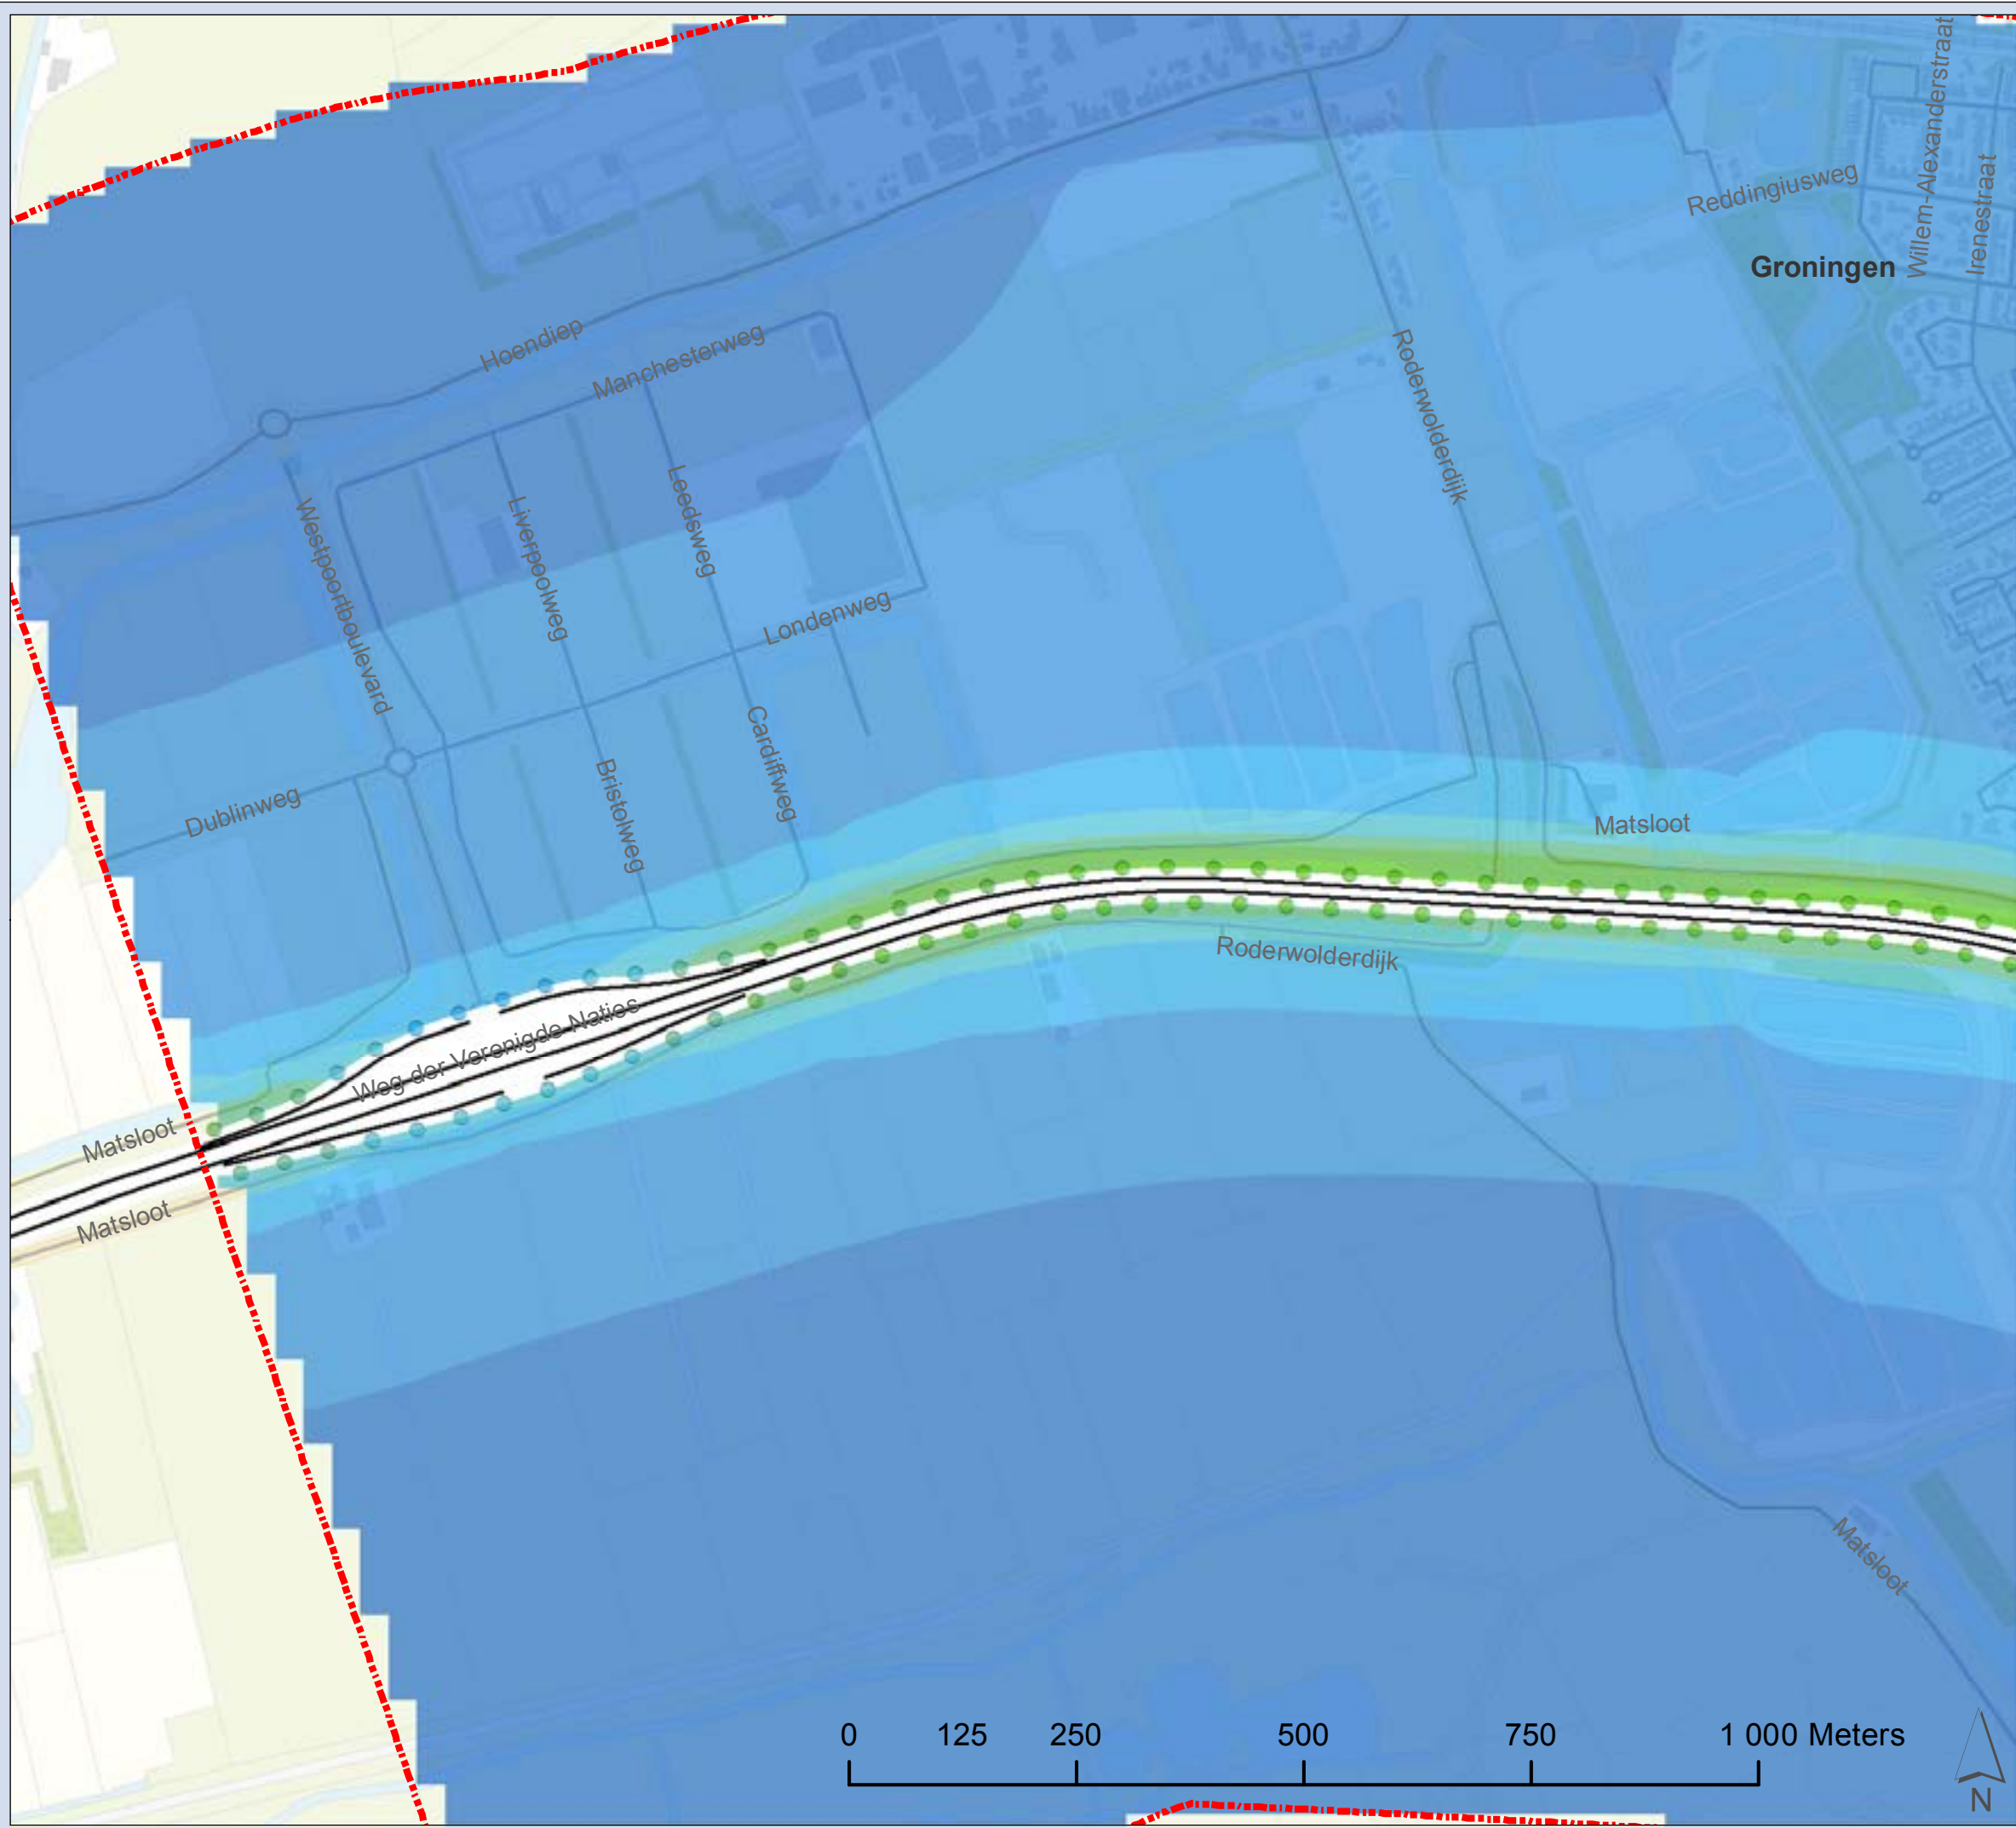 Willem-Alexanderstraat
Irenestraat
Reddingiusweg
Groningen
Hoendiep
Manchesterweg
Roderwolderdijk
Leedsweg
Liverpoolweg
Westpoortboulevard
Londenweg
Cardiffweg
Bristolweg
Dublinweg
Matsloot
Roderwolderdijk
Weg der Verenigde Naties
Matsloot
Matsloot
Matsloot
0 125 250 500 750 1 000 Meters
N